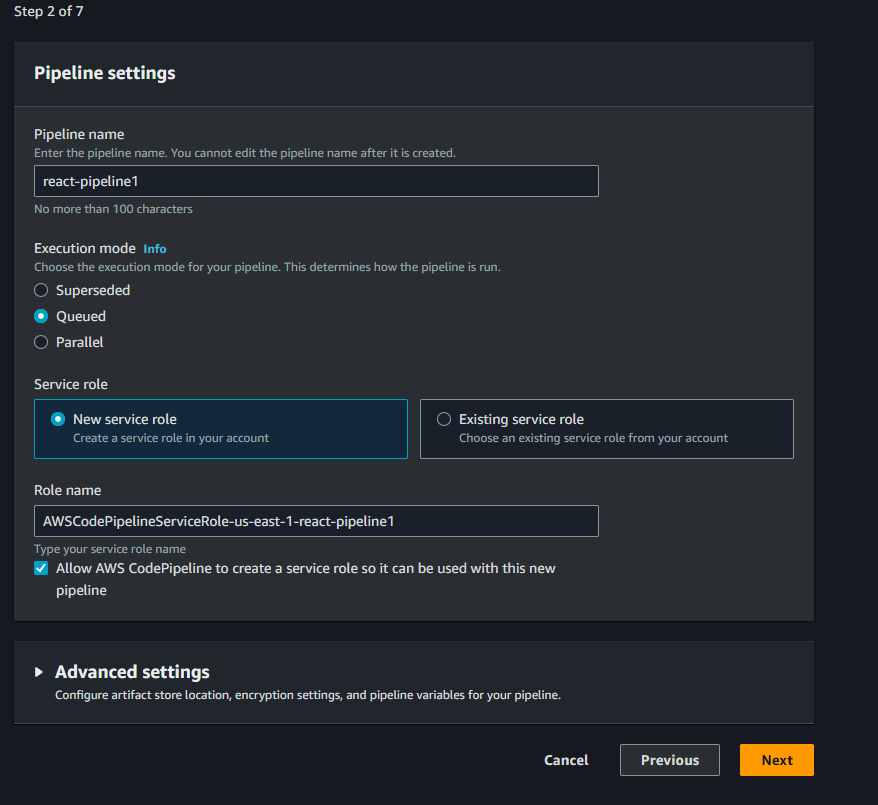 Step 2 of 7
Pipeline settings
Pipeline name
Enter the pipeline name. You cannot edit the pipeline name after it is created.
react-pipeline1
No more than 100 characters
Execution mode Info
Choose the execution mode for your pipeline. This determines how the pipeline is run.
Superseded
Queued
Parallel
Service role
New service role
Create a service role in your account
Existing service role
Choose an existing service role from your account
Role name
AWSCodePipelineServiceRole-us-east-1-react-pipeline1
Type your service role name
Allow AWS CodePipeline to create a service role so it can be used with this new
pipeline
Advanced settings
Configure artifact store location, encryption settings, and pipeline variables for your pipeline.
Cancel Previous Next